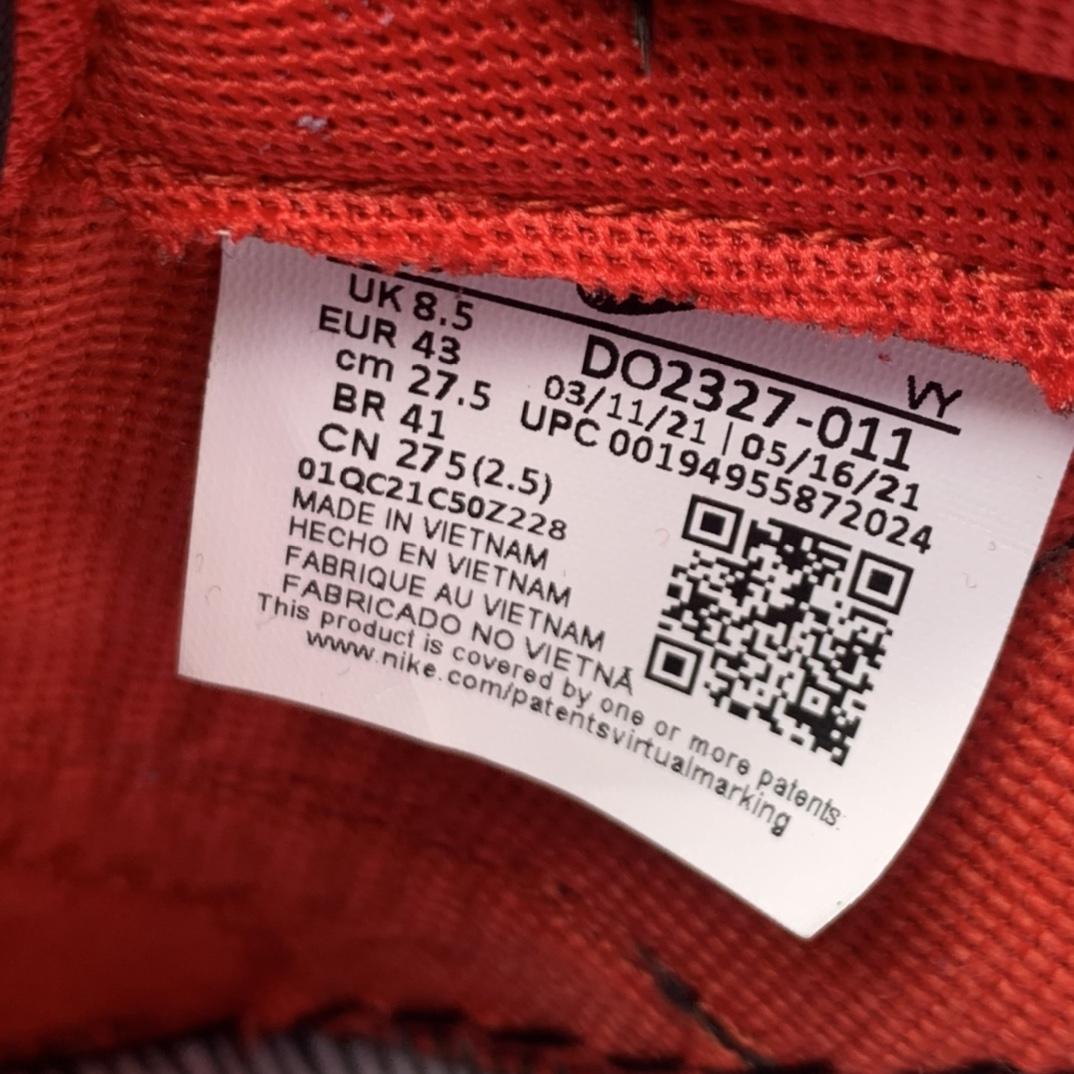 UK 8.5
EUR 43
cm 27.5
BR 41
CN 275(2.5)
01QC21C50Z228
MADE IN VIETNAM
HECHO EN VIETNAM
FABRIQUE AU VIETNAM
FABRICADO NO VIETNÃ
This product is covered by one or more patents.
www.nike.com/patentsvirtualmarking
VY
DO2327-011
03/11/21 | 05/16/21
UPC 00194955872024